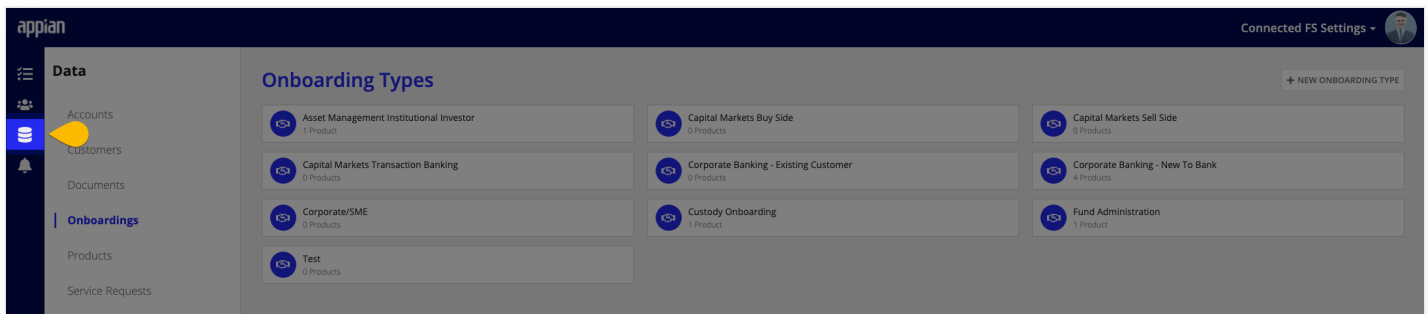 appian
Connected FS Settings
Data
Accounts
Customers
Documents
Onboardings
Products
Service Requests
Onboarding Types
+ NEW ONBOARDING TYPE
Asset Management Institutional Investor
1 Product
Capital Markets Buy Side
0 Products
Capital Markets Sell Side
0 Products
Capital Markets Transaction Banking
0 Products
Corporate Banking - Existing Customer
0 Products
Corporate Banking - New To Bank
4 Products
Corporate/SME
0 Products
Custody Onboarding
1 Product
Fund Administration
1 Product
Test
0 Products